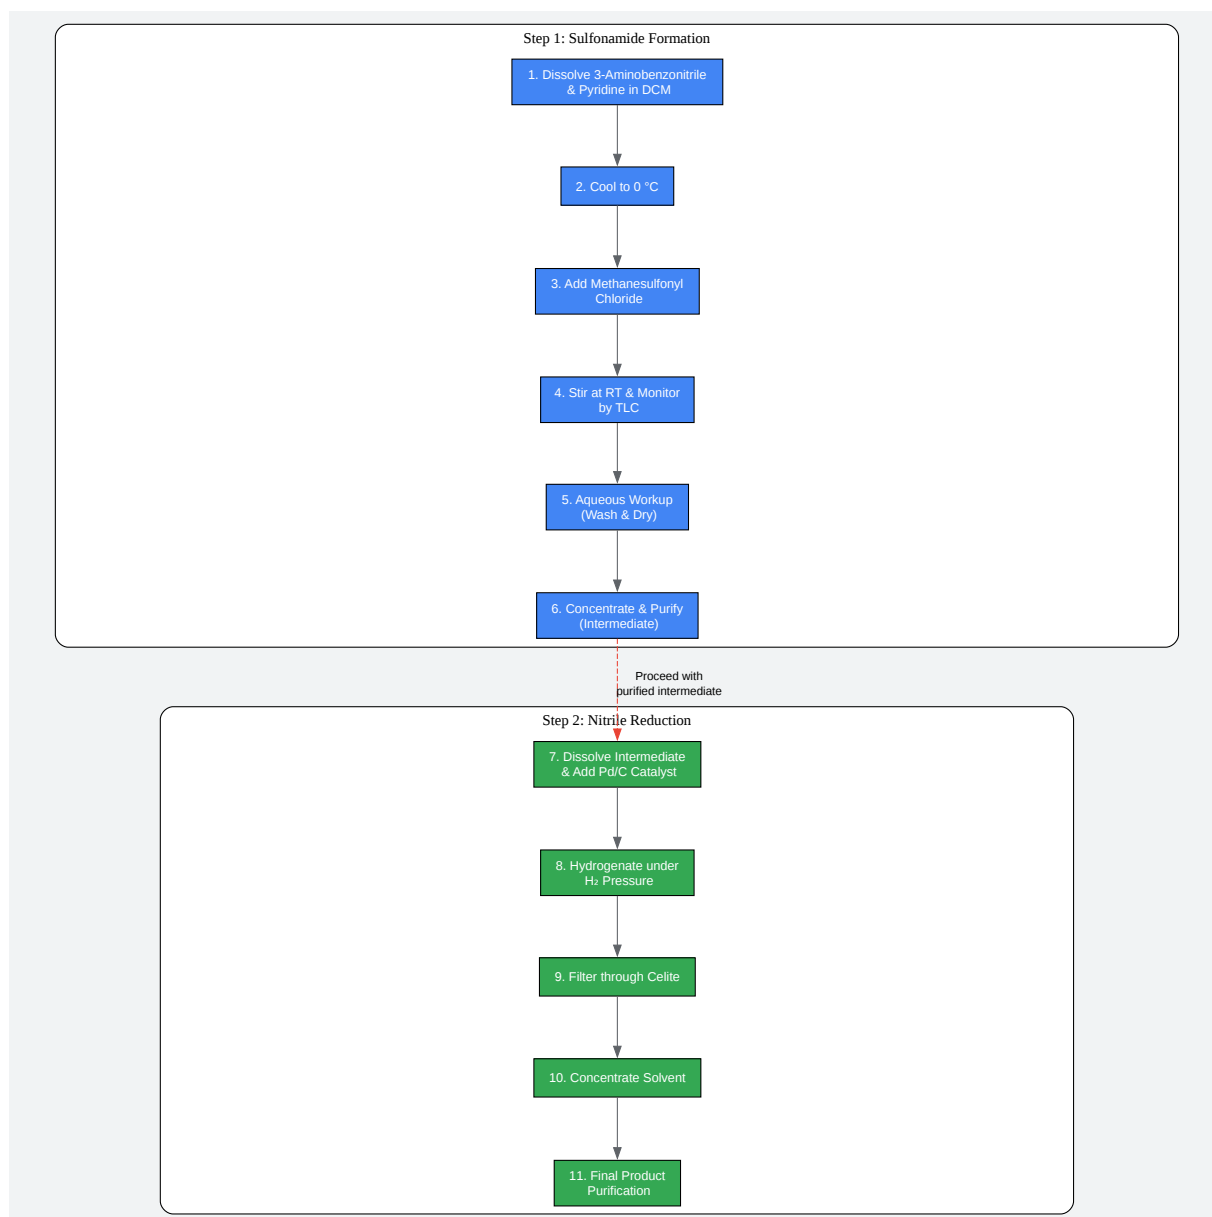 Step 1: Sulfonamide Formation
1. Dissolve 3-Aminobenzonitrile
& Pyridine in DCM
2. Cool to 0 °C
3. Add Methanesulfonyl
Chloride
4. Stir at RT & Monitor
by TLC
5. Aqueous Workup
(Wash & Dry)
6. Concentrate & Purify
(Intermediate)
Proceed with
purified intermediate
Step 2: Nitrile Reduction
7. Dissolve Intermediate
& Add Pd/C Catalyst
8. Hydrogenate under
H₂ Pressure
9. Filter through Celite
10. Concentrate Solvent
11. Final Product
Purification